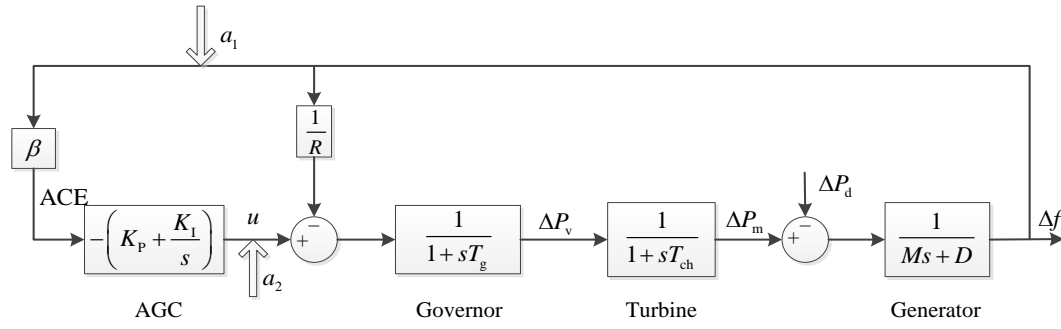 a₁
β
1/R
ACE
−(K_P + K_I/s)
u
a₂
+ −
1/(1 + sT_g)
ΔP_v
1/(1 + sT_ch)
ΔP_m
ΔP_d
+ −
1/(Ms + D)
Δf
AGC
Governor
Turbine
Generator